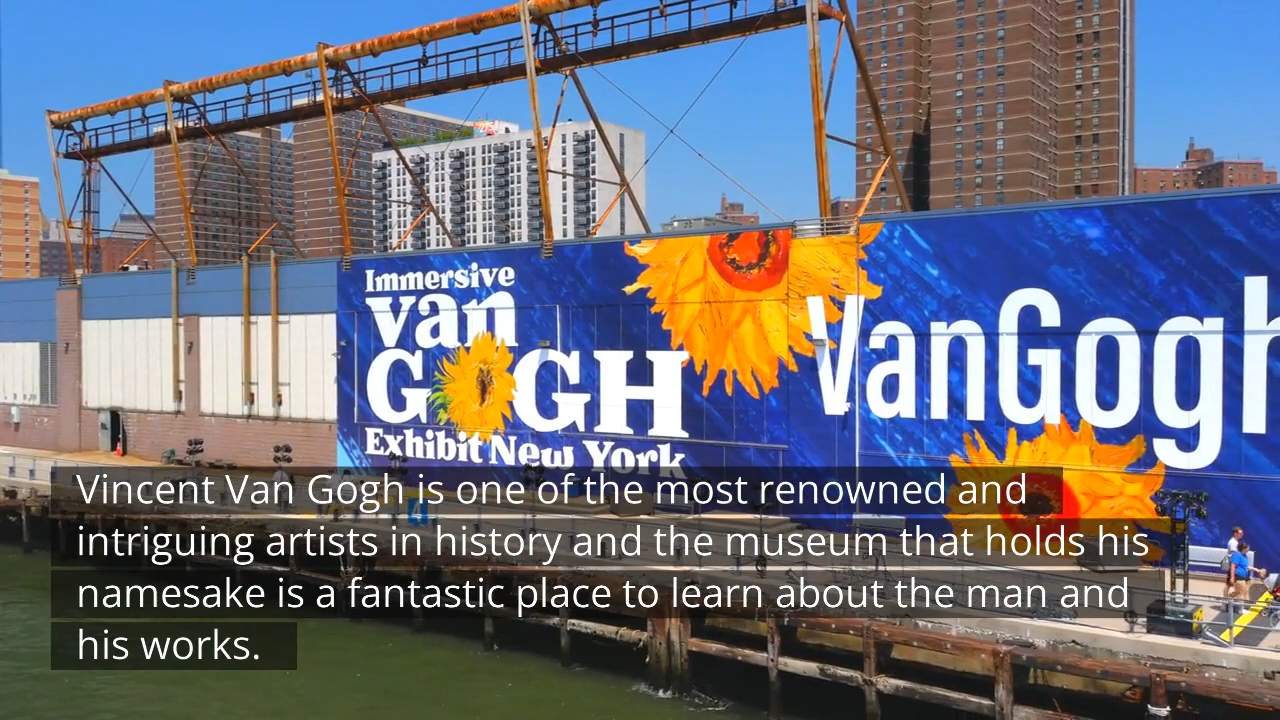 Immersive
van
GOGH
Exhibit New York
VanGogh
Vincent Van Gogh is one of the most renowned and
intriguing artists in history and the museum that holds his
namesake is a fantastic place to learn about the man and
his works.